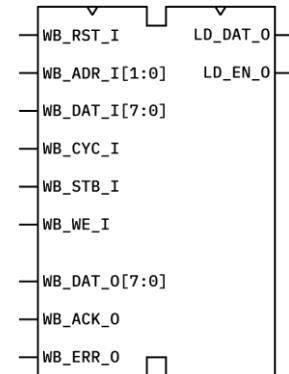 WB_RST_I
WB_ADR_I[1:0]
WB_DAT_I[7:0]
WB_CYC_I
WB_STB_I
WB_WE_I
WB_DAT_O[7:0]
WB_ACK_O
WB_ERR_O
LD_DAT_O
LD_EN_O